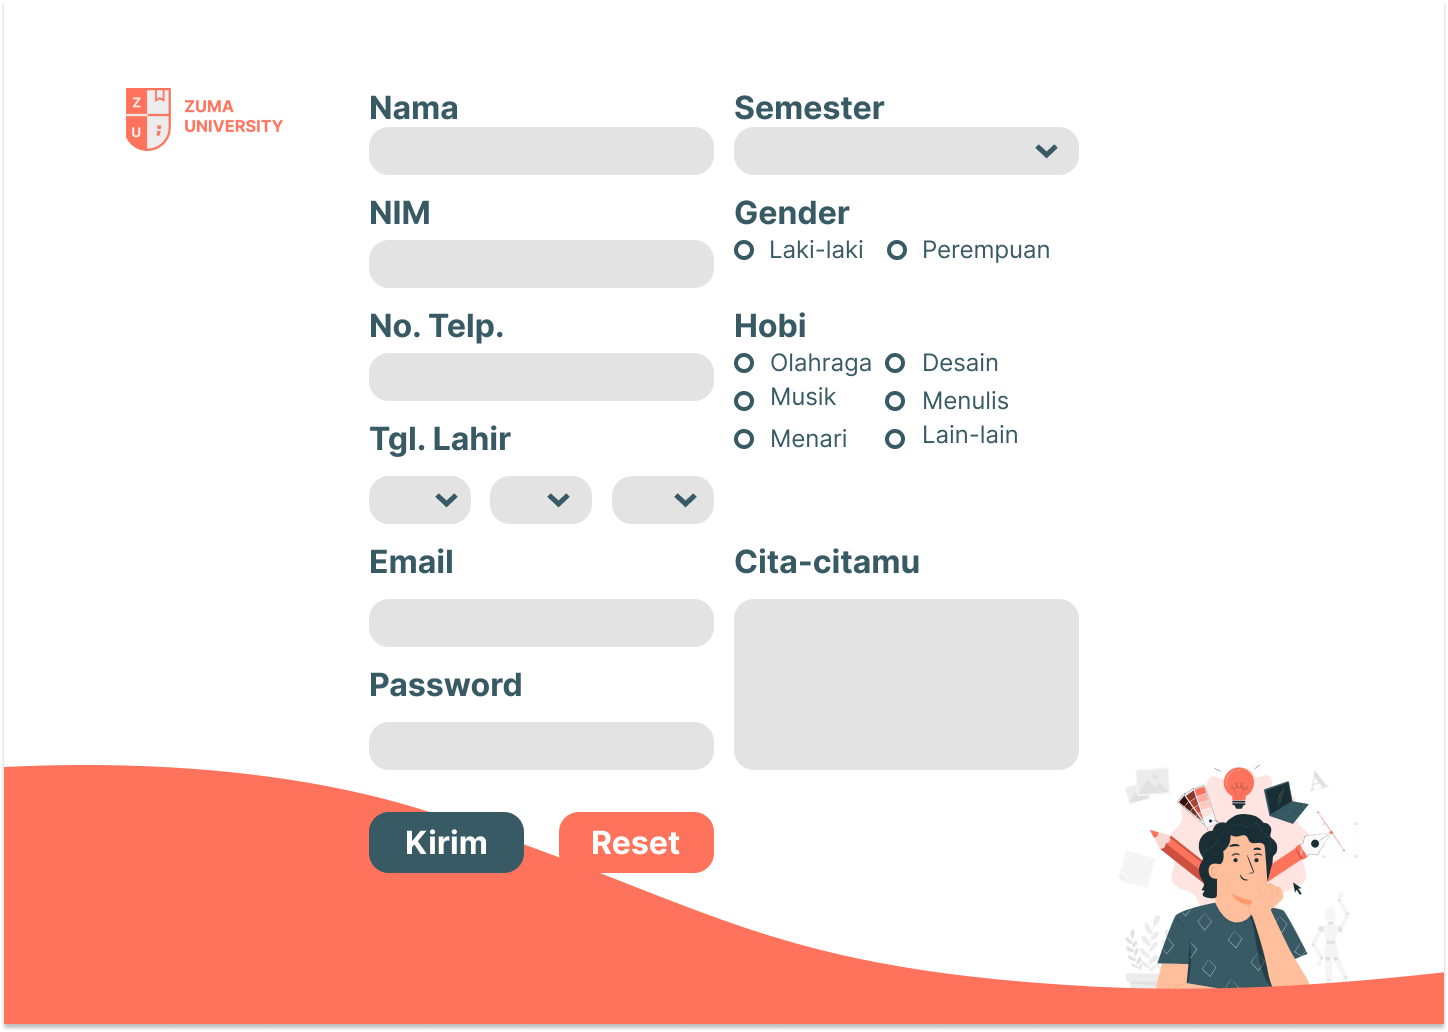 Z
U ;
ZUMA
UNIVERSITY
Nama
NIM
No. Telp.
Tgl. Lahir
Email
Password
Kirim
Reset
Semester
Gender
Laki-laki
Perempuan
Hobi
Olahraga
Desain
Musik
Menulis
Menari
Lain-lain
Cita-citamu
A